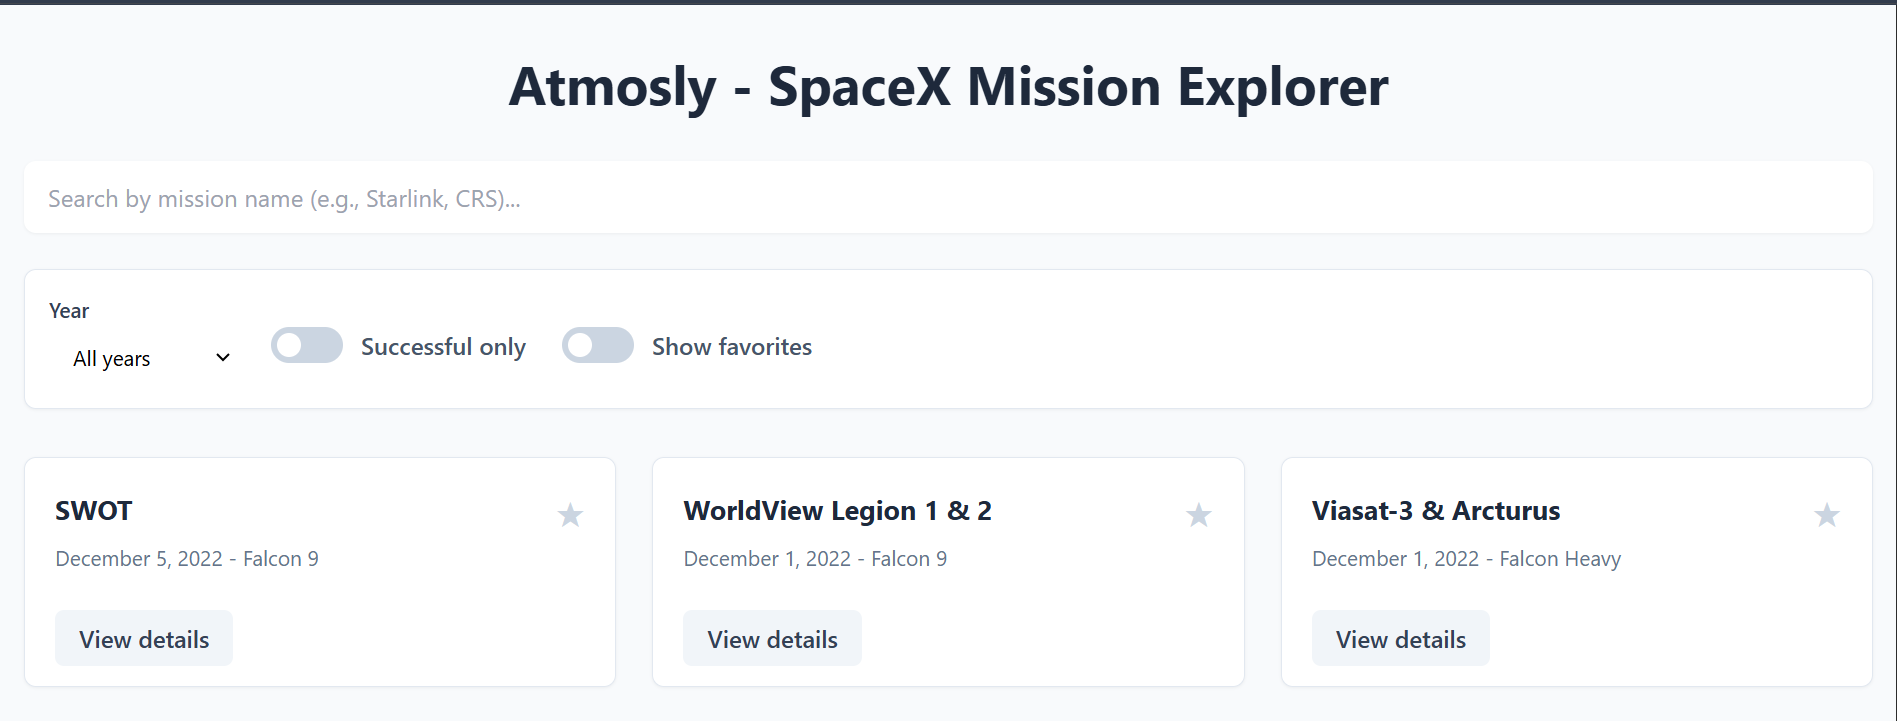 Atmosly - SpaceX Mission Explorer
Search by mission name (e.g., Starlink, CRS)...
Year
All years
Successful only
Show favorites
SWOT
December 5, 2022 - Falcon 9
View details
WorldView Legion 1 & 2
December 1, 2022 - Falcon 9
View details
Viasat-3 & Arcturus
December 1, 2022 - Falcon Heavy
View details